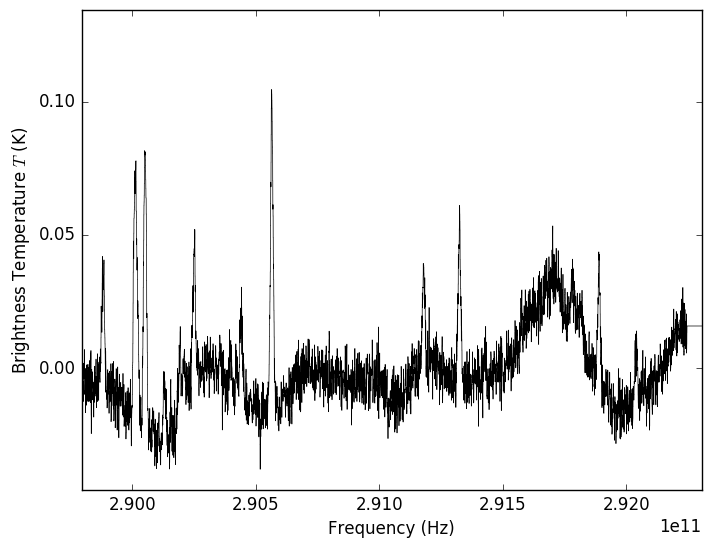 0.10
0.05
0.00
Brightness Temperature T (K)
2.900 2.905 2.910 2.915 2.920
1e11
Frequency (Hz)